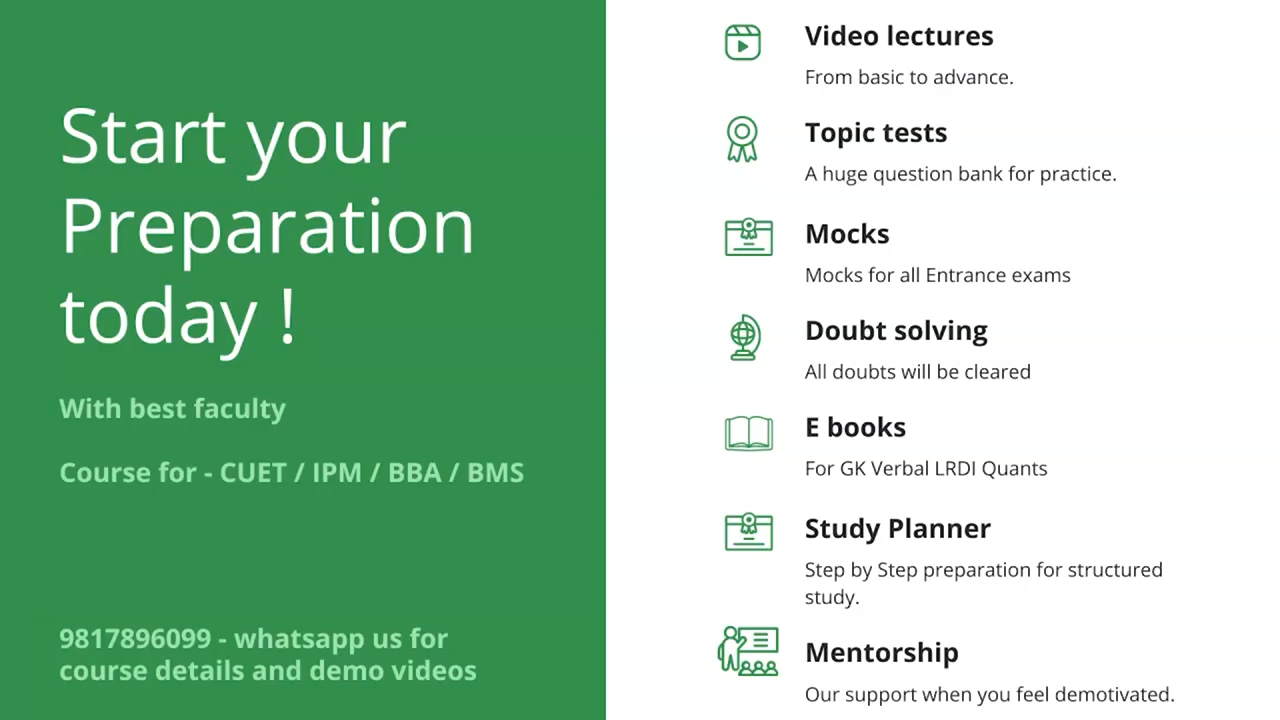 Start your
Preparation
today !
With best faculty
Course for - CUET / IPM / BBA / BMS
9817896099 - whatsapp us for
course details and demo videos
Video lectures
From basic to advance.
Topic tests
A huge question bank for practice.
Mocks
Mocks for all Entrance exams
Doubt solving
All doubts will be cleared
E books
For GK Verbal LRDI Quants
Study Planner
Step by Step preparation for structured
study.
Mentorship
Our support when you feel demotivated.